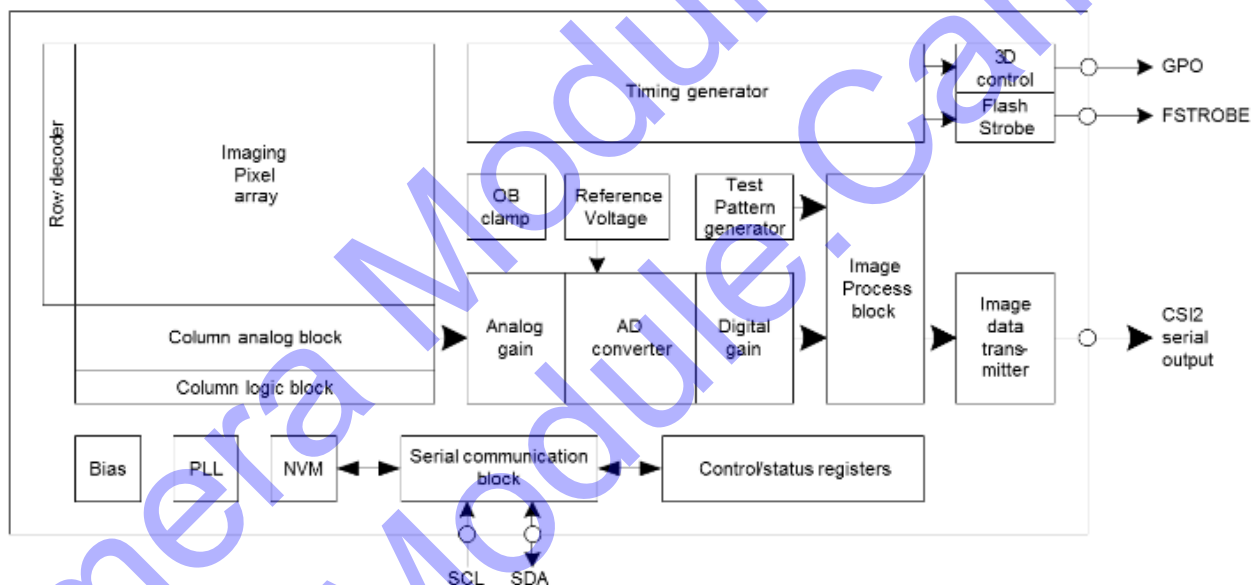 Row decoder
Imaging
Pixel
array
Column analog block
Column logic block
Timing generator
3D
control
Flash
Strobe
GPO
FSTROBE
OB
clamp
Reference
Voltage
Test
Pattern
generator
Image
Process
block
Analog
gain
AD
converter
Digital
gain
Image
data
trans-
mitter
CSI2
serial
output
Bias
PLL
NVM
Serial communication
block
Control/status registers
SCL
SDA